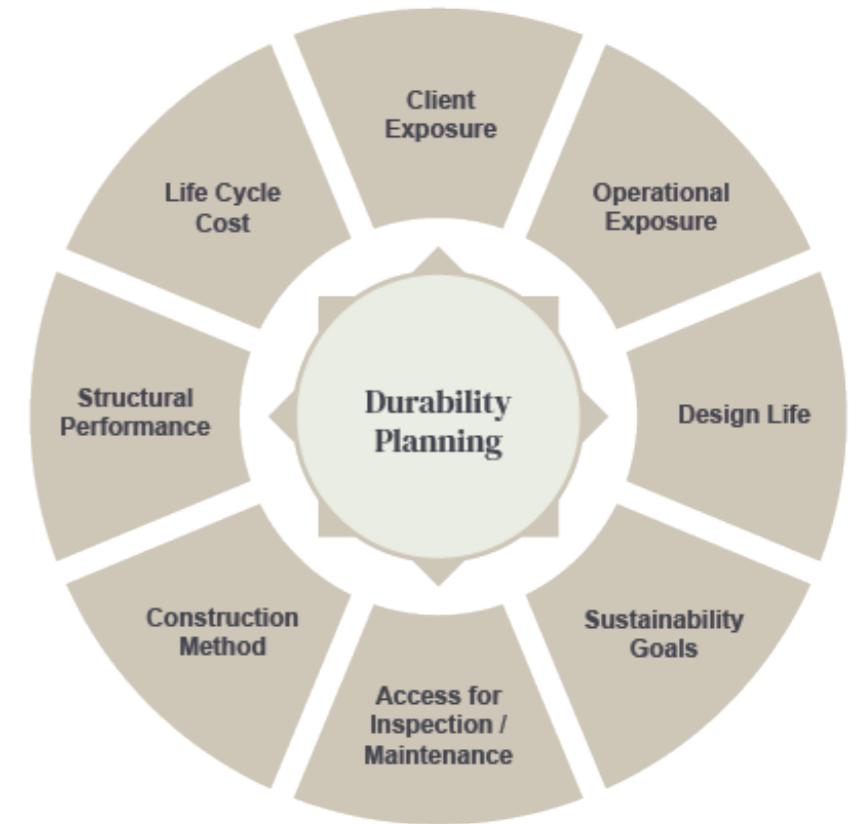 Client
Exposure
Operational
Exposure
Design Life
Sustainability
Goals
Access for
Inspection /
Maintenance
Construction
Method
Structural
Performance
Life Cycle
Cost
Durability
Planning